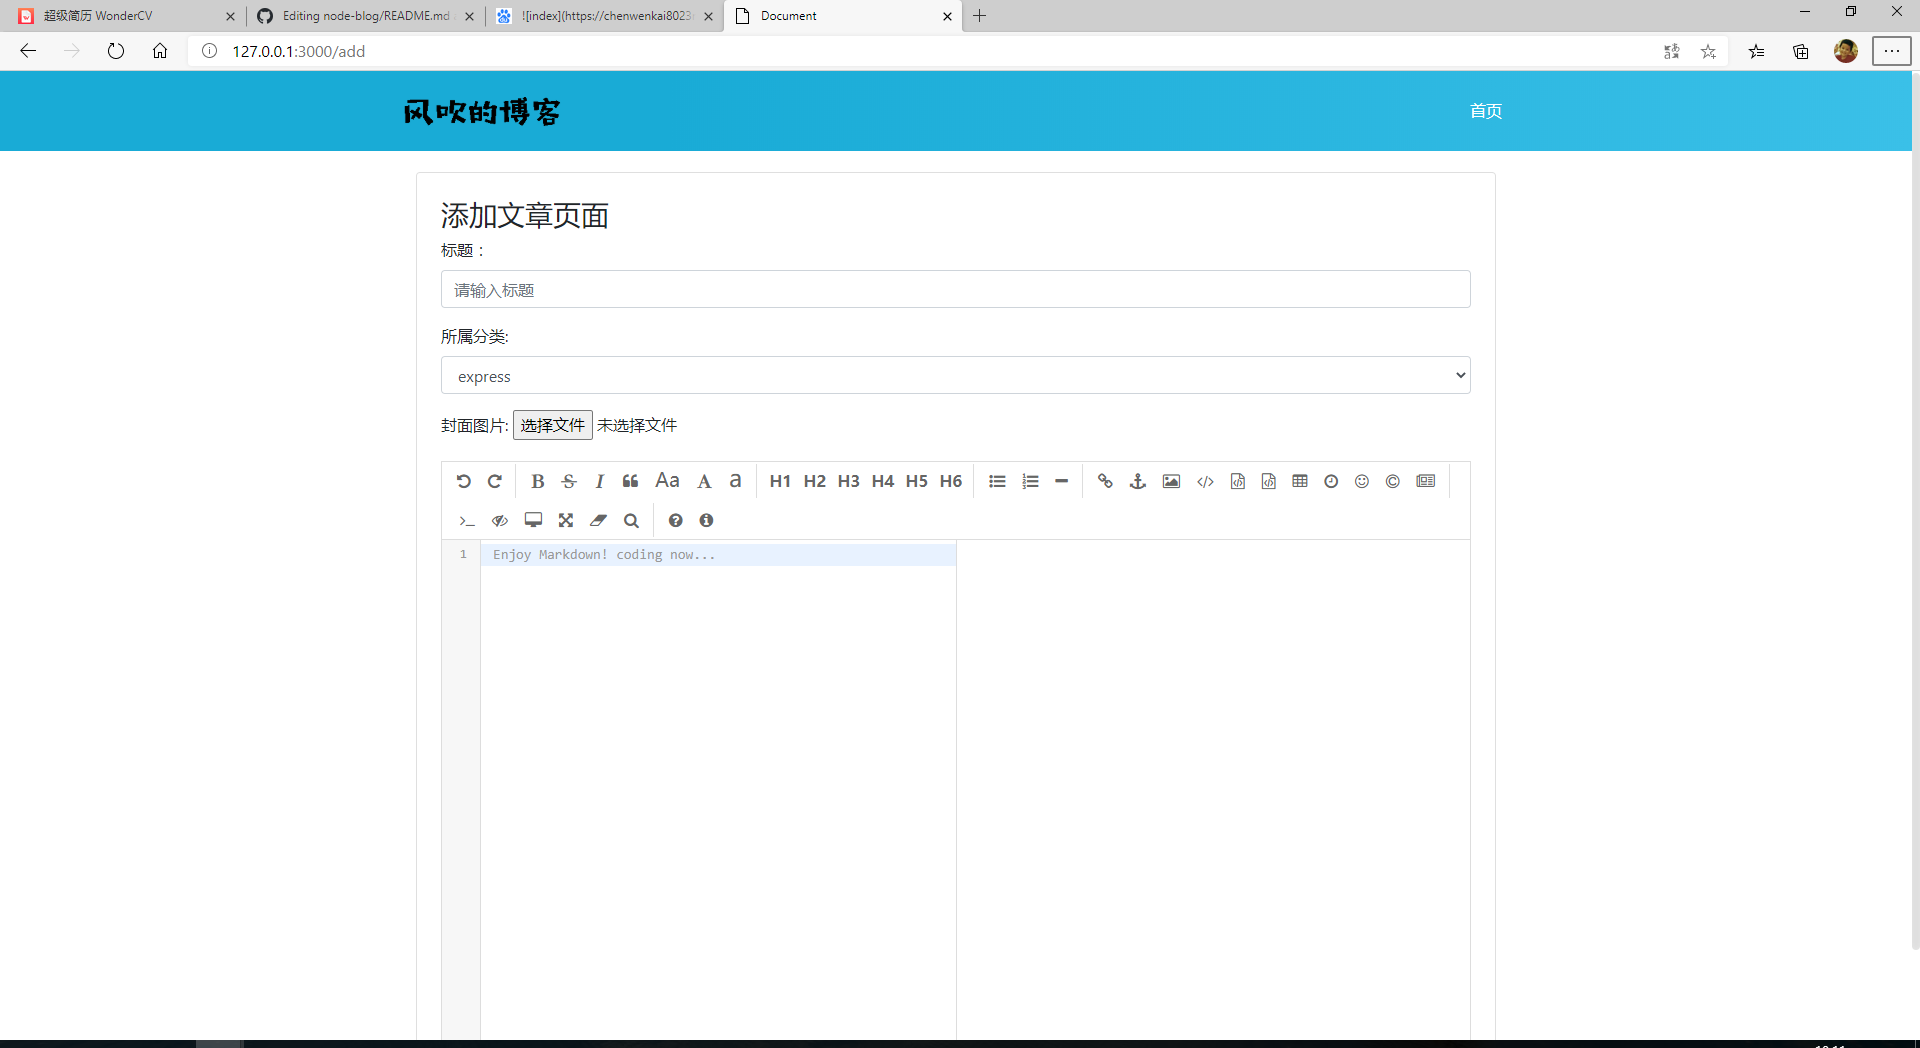 超级简历 WonderCV
Editing node-blog/README.md
![index](https://chenwenkai8023
Document
127.0.0.1:3000/add
风吹的博客
首页
添加文章页面
标题：
请输入标题
所属分类:
express
封面图片: 选择文件 未选择文件
B S I Aa A a H1 H2 H3 H4 H5 H6
1 Enjoy Markdown! coding now...